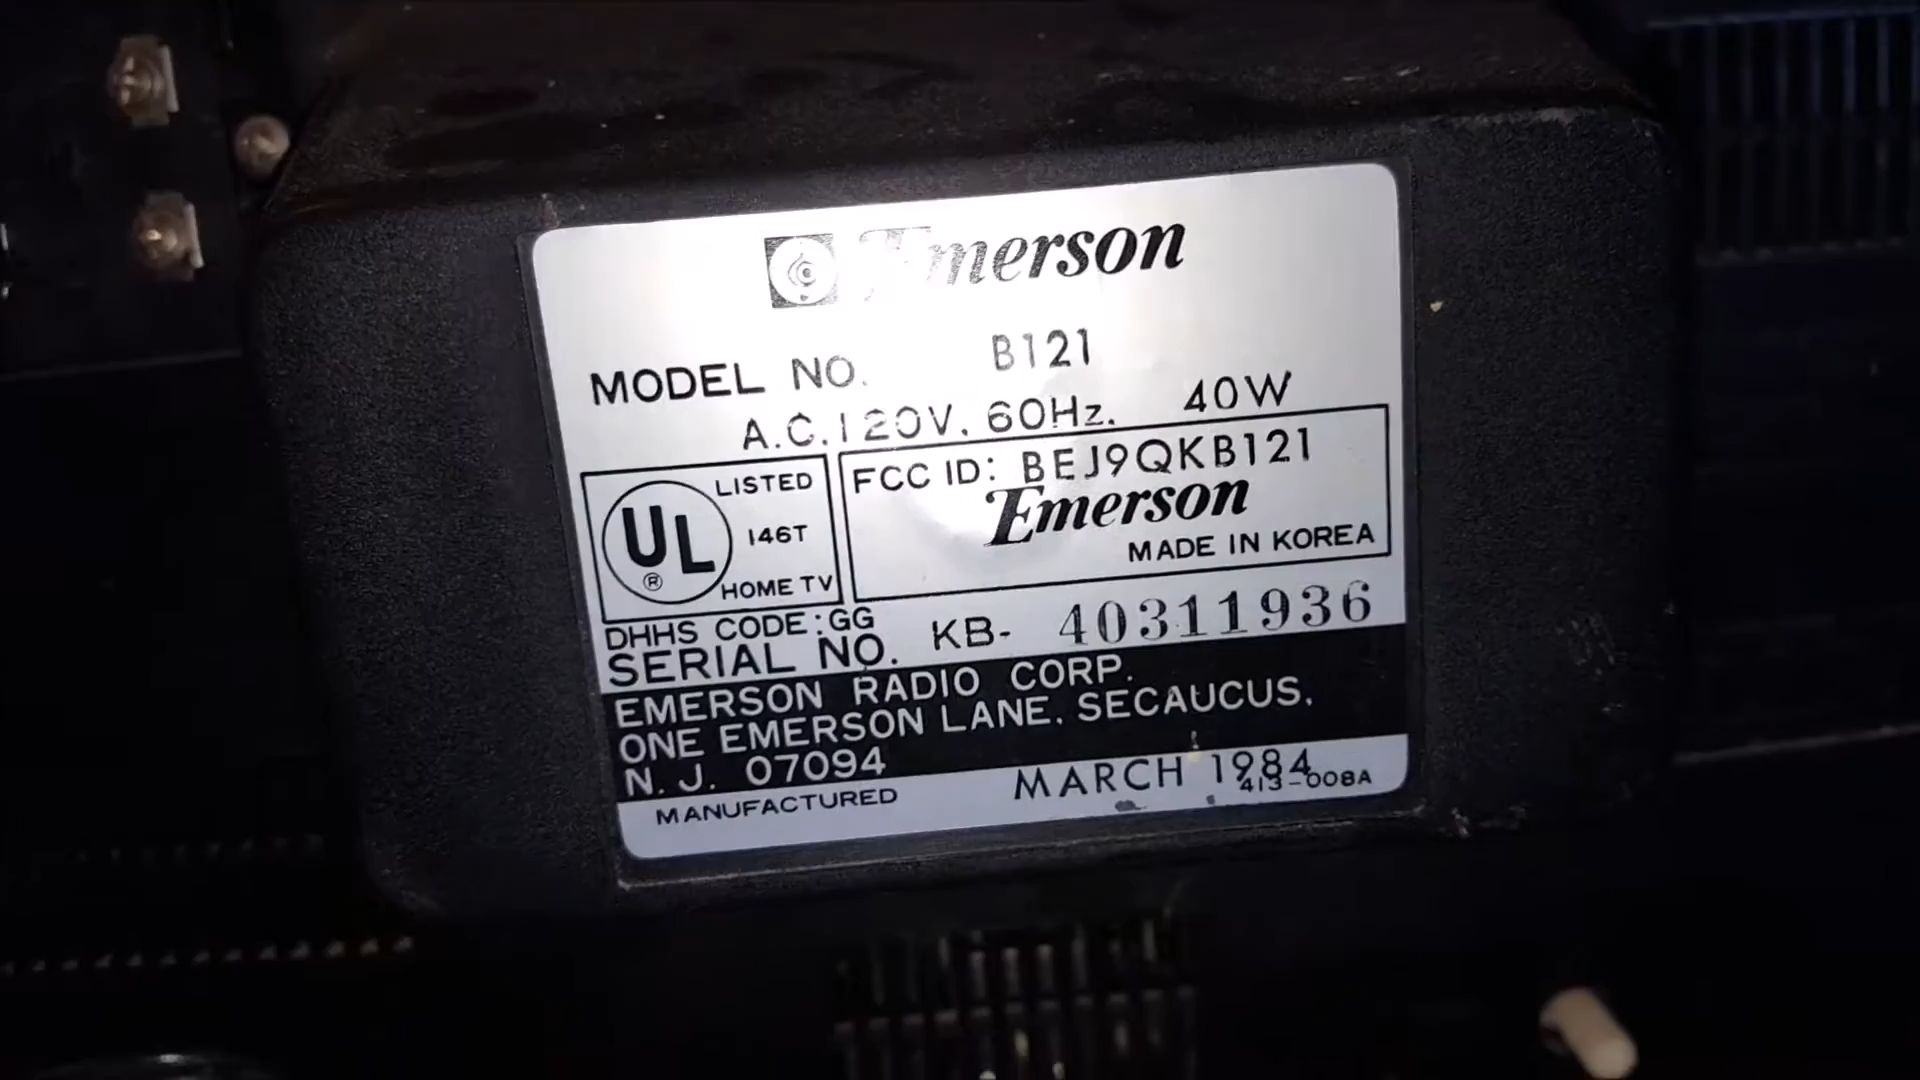 Emerson
MODEL NO. B121
A.C. 120V. 60Hz. 40W
UL ® LISTED
146T
HOME TV
FCC ID: BEJ9QKB121
Emerson
MADE IN KOREA
DHHS CODE:GG
SERIAL NO. KB- 40311936
EMERSON RADIO CORP.
ONE EMERSON LANE. SECAUCUS.
N. J. 07094
MANUFACTURED MARCH 1984
413-008A